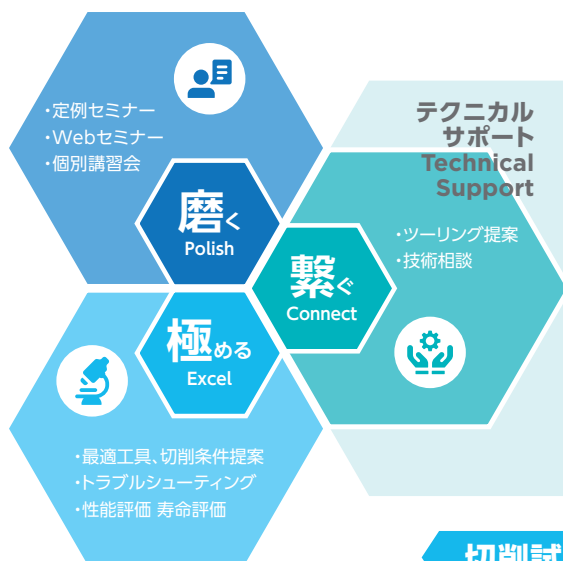 ・定例セミナー
・Webセミナー
・個別講習会
磨く
Polish
テクニカル
サポート
Technical
Support
・ツーリング提案
・技術相談
繋ぐ
Connect
極める
Excel
・最適工具、切削条件提案
・トラブルシューティング
・性能評価 寿命評価
切削試